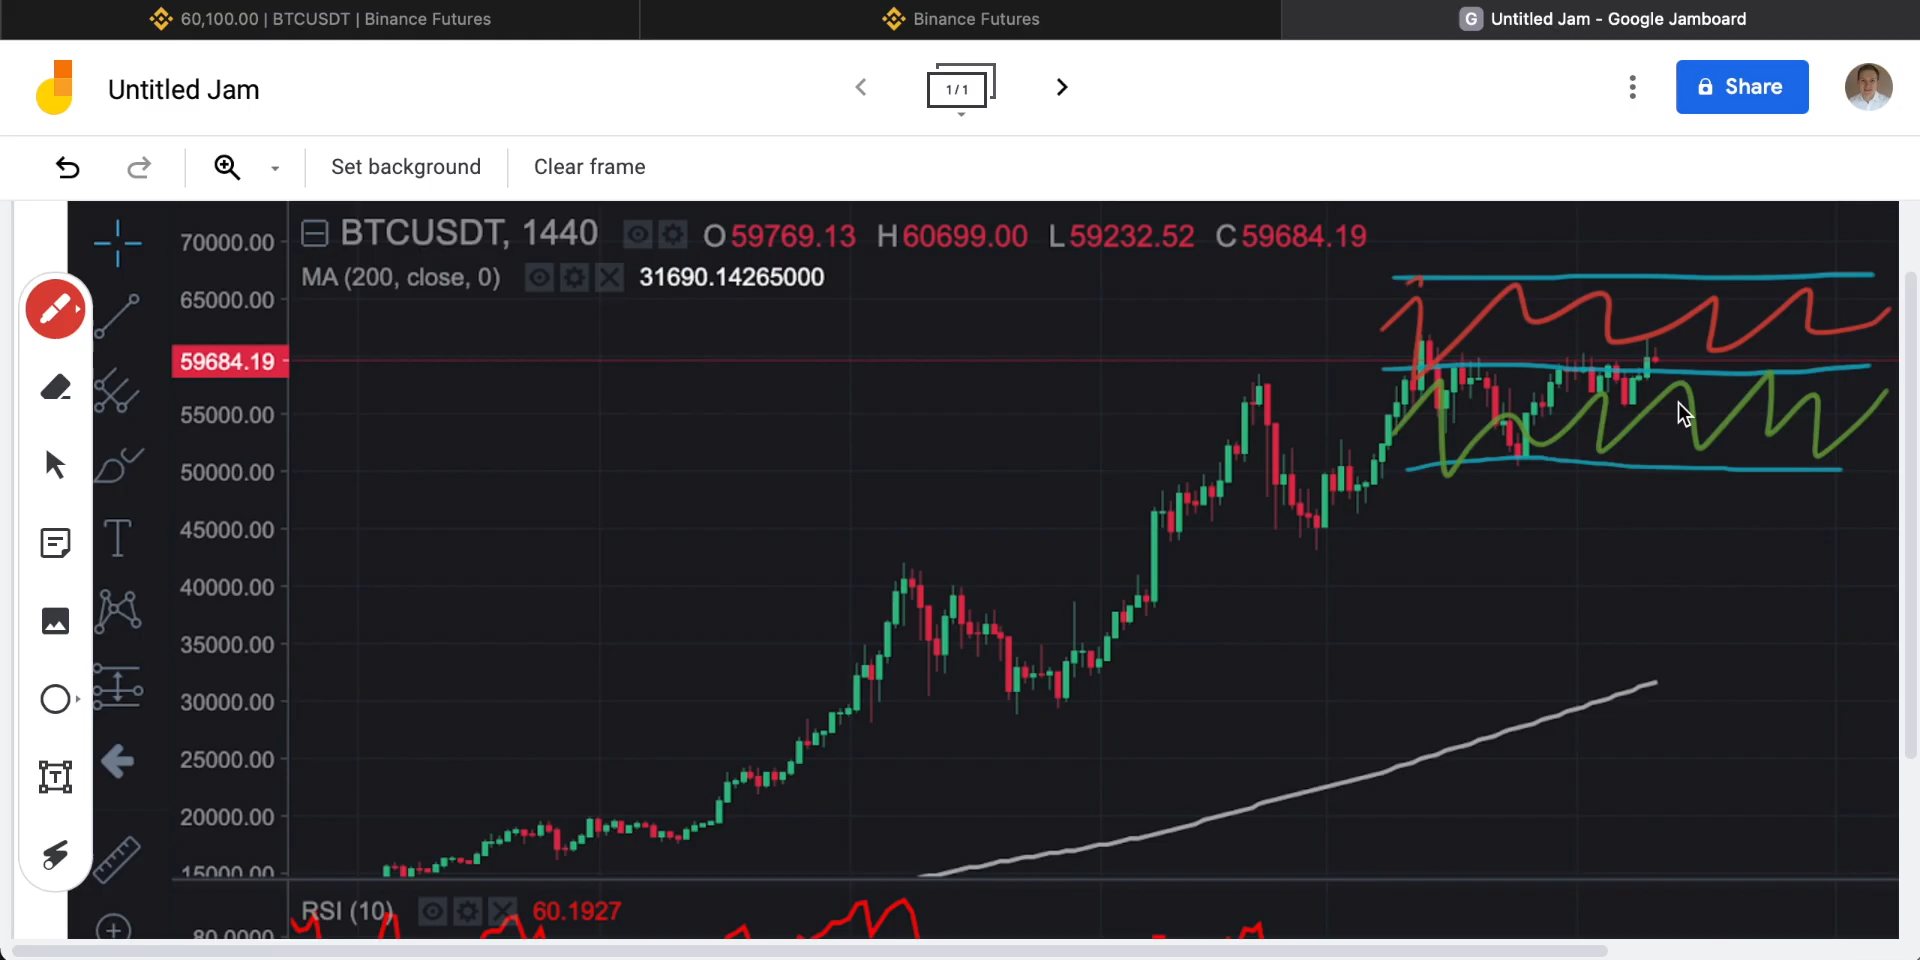 60,100.00 | BTCUSDT | Binance Futures
Binance Futures
G Untitled Jam - Google Jamboard
Untitled Jam
1 / 1
Share
Set background
Clear frame
BTCUSDT, 1440 O 59769.13 H 60699.00 L 59232.52 C 59684.19
MA (200, close, 0) 31690.14265000
70000.00
65000.00
59684.19
55000.00
50000.00
45000.00
40000.00
35000.00
30000.00
25000.00
20000.00
15000.00
RSI (10) 60.1927
80.0000
T
T